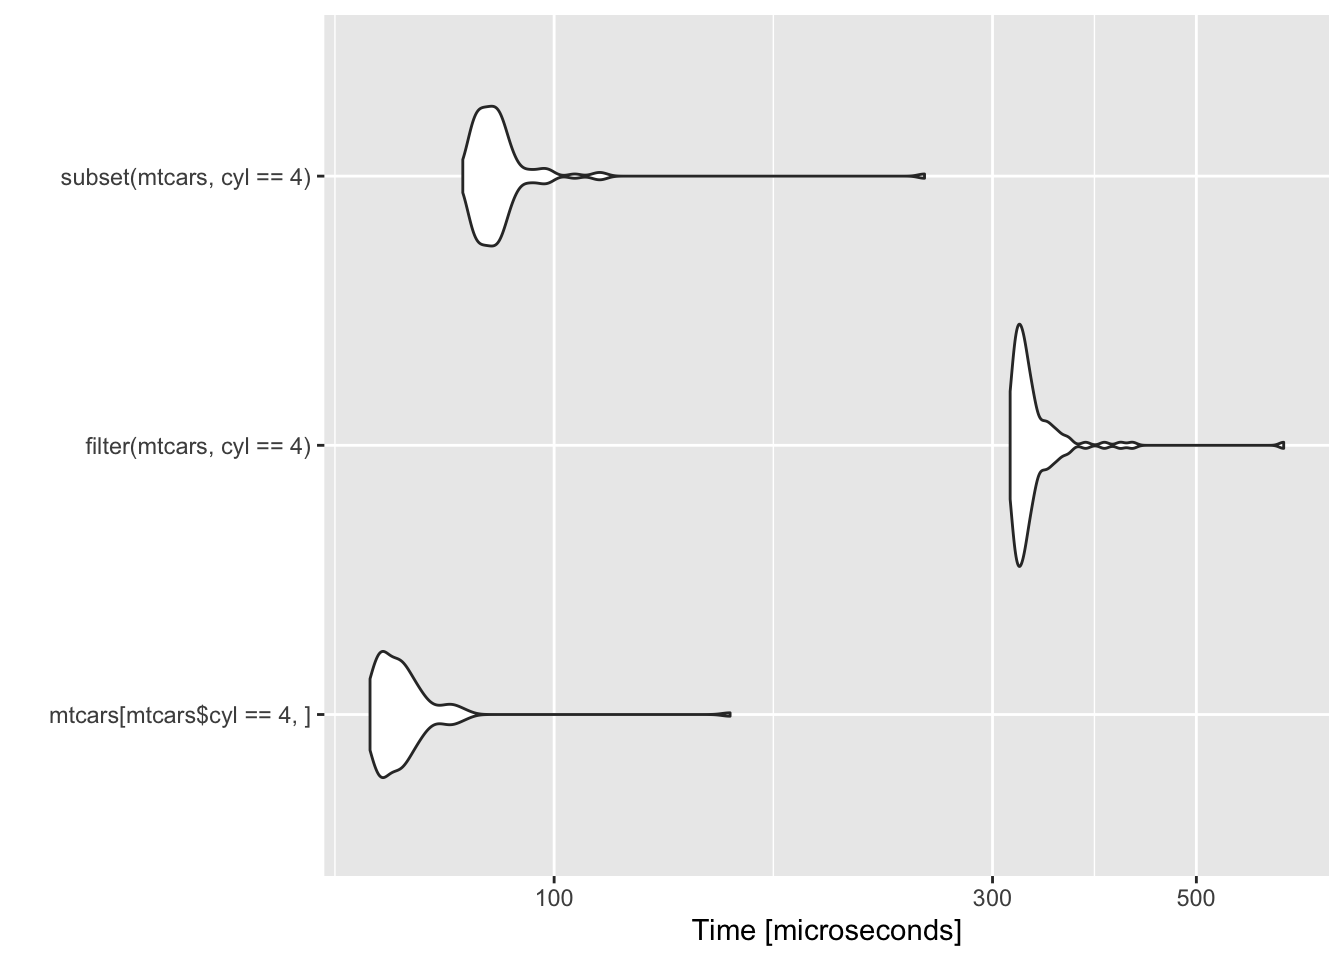 subset(mtcars, cyl == 4)
filter(mtcars, cyl == 4)
mtcars[mtcars$cyl == 4, ]
100
300
500
Time [microseconds]